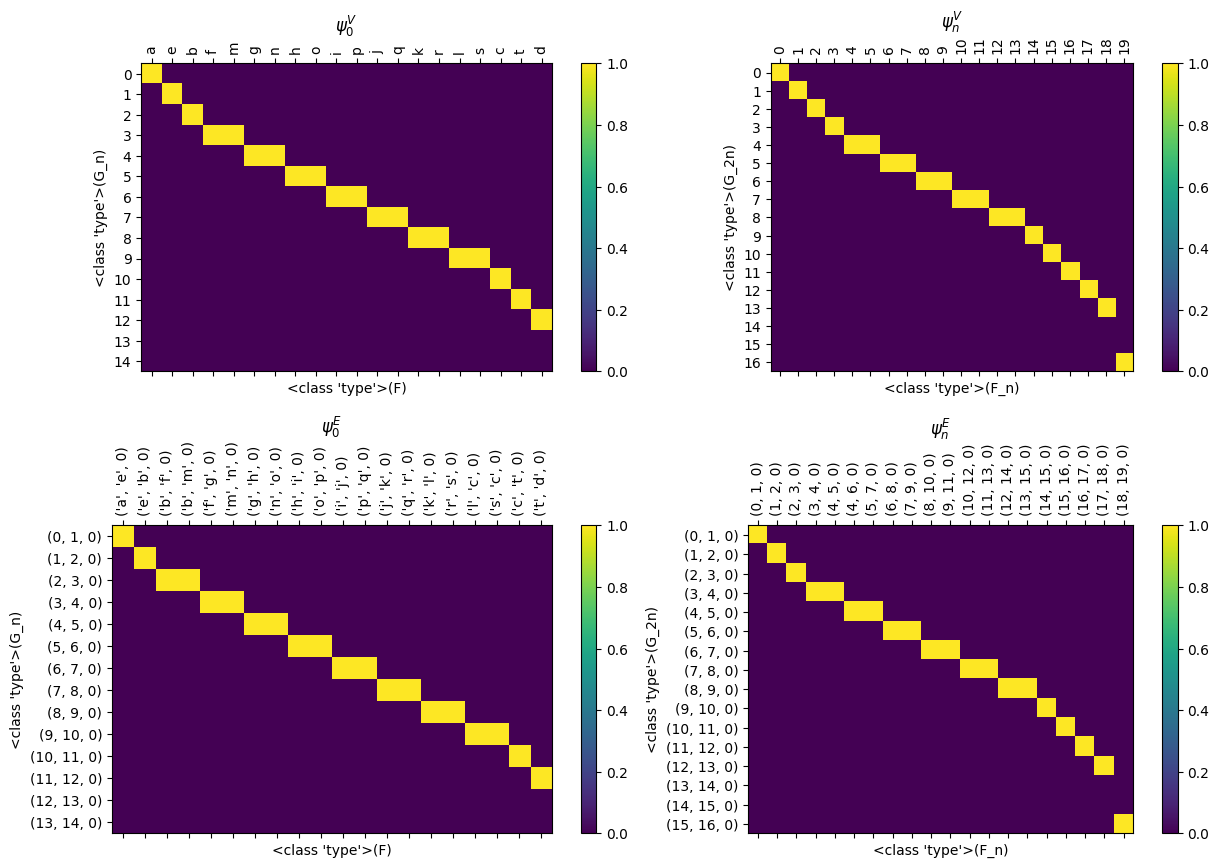 ψ₀ⱽ
a e b f m g n h o i p j q k r l s c t d
0
1
2
3
4
5
6
7
8
9
10
11
12
13
14
<class 'type'>(G_n)
<class 'type'>(F)
1.0
0.8
0.6
0.4
0.2
0.0
ψₙⱽ
0 1 2 3 4 5 6 7 8 9 10 11 12 13 14 15 16 17 18 19
0
1
2
3
4
5
6
7
8
9
10
11
12
13
14
15
16
<class 'type'>(G_2n)
<class 'type'>(F_n)
1.0
0.8
0.6
0.4
0.2
0.0
ψ₀ᴱ
('a', 'e', 0)
('e', 'b', 0)
('b', 'f', 0)
('b', 'm', 0)
('f', 'g', 0)
('m', 'n', 0)
('g', 'h', 0)
('n', 'o', 0)
('h', 'i', 0)
('o', 'p', 0)
('i', 'j', 0)
('p', 'q', 0)
('j', 'k', 0)
('q', 'r', 0)
('k', 'l', 0)
('r', 's', 0)
('l', 'c', 0)
('s', 'c', 0)
('c', 't', 0)
('t', 'd', 0)
(0, 1, 0)
(1, 2, 0)
(2, 3, 0)
(3, 4, 0)
(4, 5, 0)
(5, 6, 0)
(6, 7, 0)
(7, 8, 0)
(8, 9, 0)
(9, 10, 0)
(10, 11, 0)
(11, 12, 0)
(12, 13, 0)
(13, 14, 0)
<class 'type'>(G_n)
<class 'type'>(F)
1.0
0.8
0.6
0.4
0.2
0.0
ψₙᴱ
(0, 1, 0)
(1, 2, 0)
(2, 3, 0)
(3, 4, 0)
(4, 5, 0)
(4, 6, 0)
(5, 7, 0)
(6, 8, 0)
(7, 9, 0)
(8, 10, 0)
(9, 11, 0)
(10, 12, 0)
(11, 13, 0)
(12, 14, 0)
(13, 15, 0)
(14, 15, 0)
(15, 16, 0)
(16, 17, 0)
(17, 18, 0)
(18, 19, 0)
(0, 1, 0)
(1, 2, 0)
(2, 3, 0)
(3, 4, 0)
(4, 5, 0)
(5, 6, 0)
(6, 7, 0)
(7, 8, 0)
(8, 9, 0)
(9, 10, 0)
(10, 11, 0)
(11, 12, 0)
(12, 13, 0)
(13, 14, 0)
(14, 15, 0)
(15, 16, 0)
<class 'type'>(G_2n)
<class 'type'>(F_n)
1.0
0.8
0.6
0.4
0.2
0.0